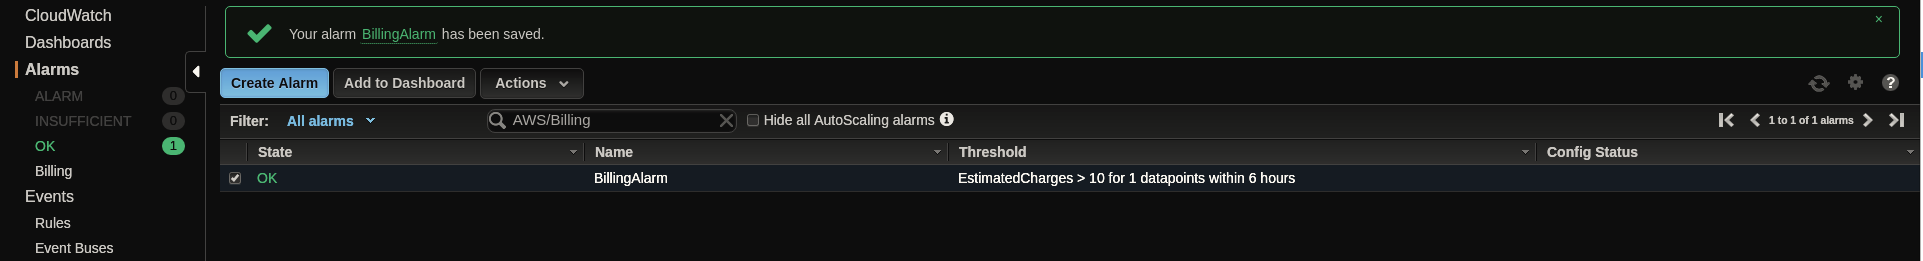 CloudWatch
Dashboards
Alarms
ALARM 0
INSUFFICIENT 0
OK 1
Billing
Events
Rules
Event Buses
Your alarm BillingAlarm has been saved.
×
Create Alarm Add to Dashboard Actions
?
Filter: All alarms AWS/Billing Hide all AutoScaling alarms i 1 to 1 of 1 alarms
State Name Threshold Config Status
OK BillingAlarm EstimatedCharges > 10 for 1 datapoints within 6 hours